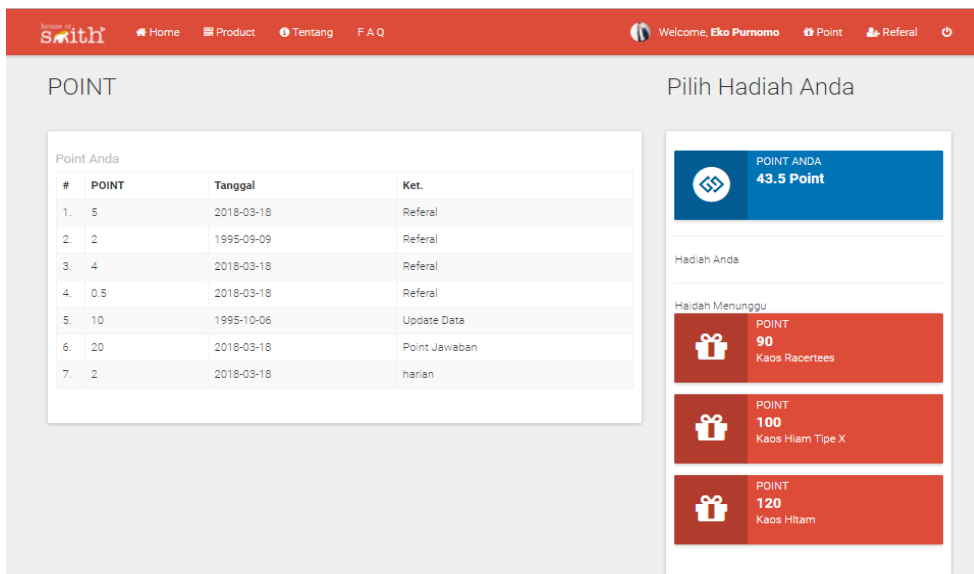 house of
smith
Home Product Tentang F A Q Welcome, Eko Purnomo Point Referal
POINT
Point Anda
# POINT Tanggal Ket.
1. 5 2018-03-18 Referal
2. 2 1995-09-09 Referal
3. 4 2018-03-18 Referal
4. 0.5 2018-03-18 Referal
5. 10 1995-10-06 Update Data
6. 20 2018-03-18 Point Jawaban
7. 2 2018-03-18 harian
Pilih Hadiah Anda
POINT ANDA
43.5 Point
Hadiah Anda
Haidah Menunggu
POINT
90
Kaos Racertees
POINT
100
Kaos Hiam Tipe X
POINT
120
Kaos HItam